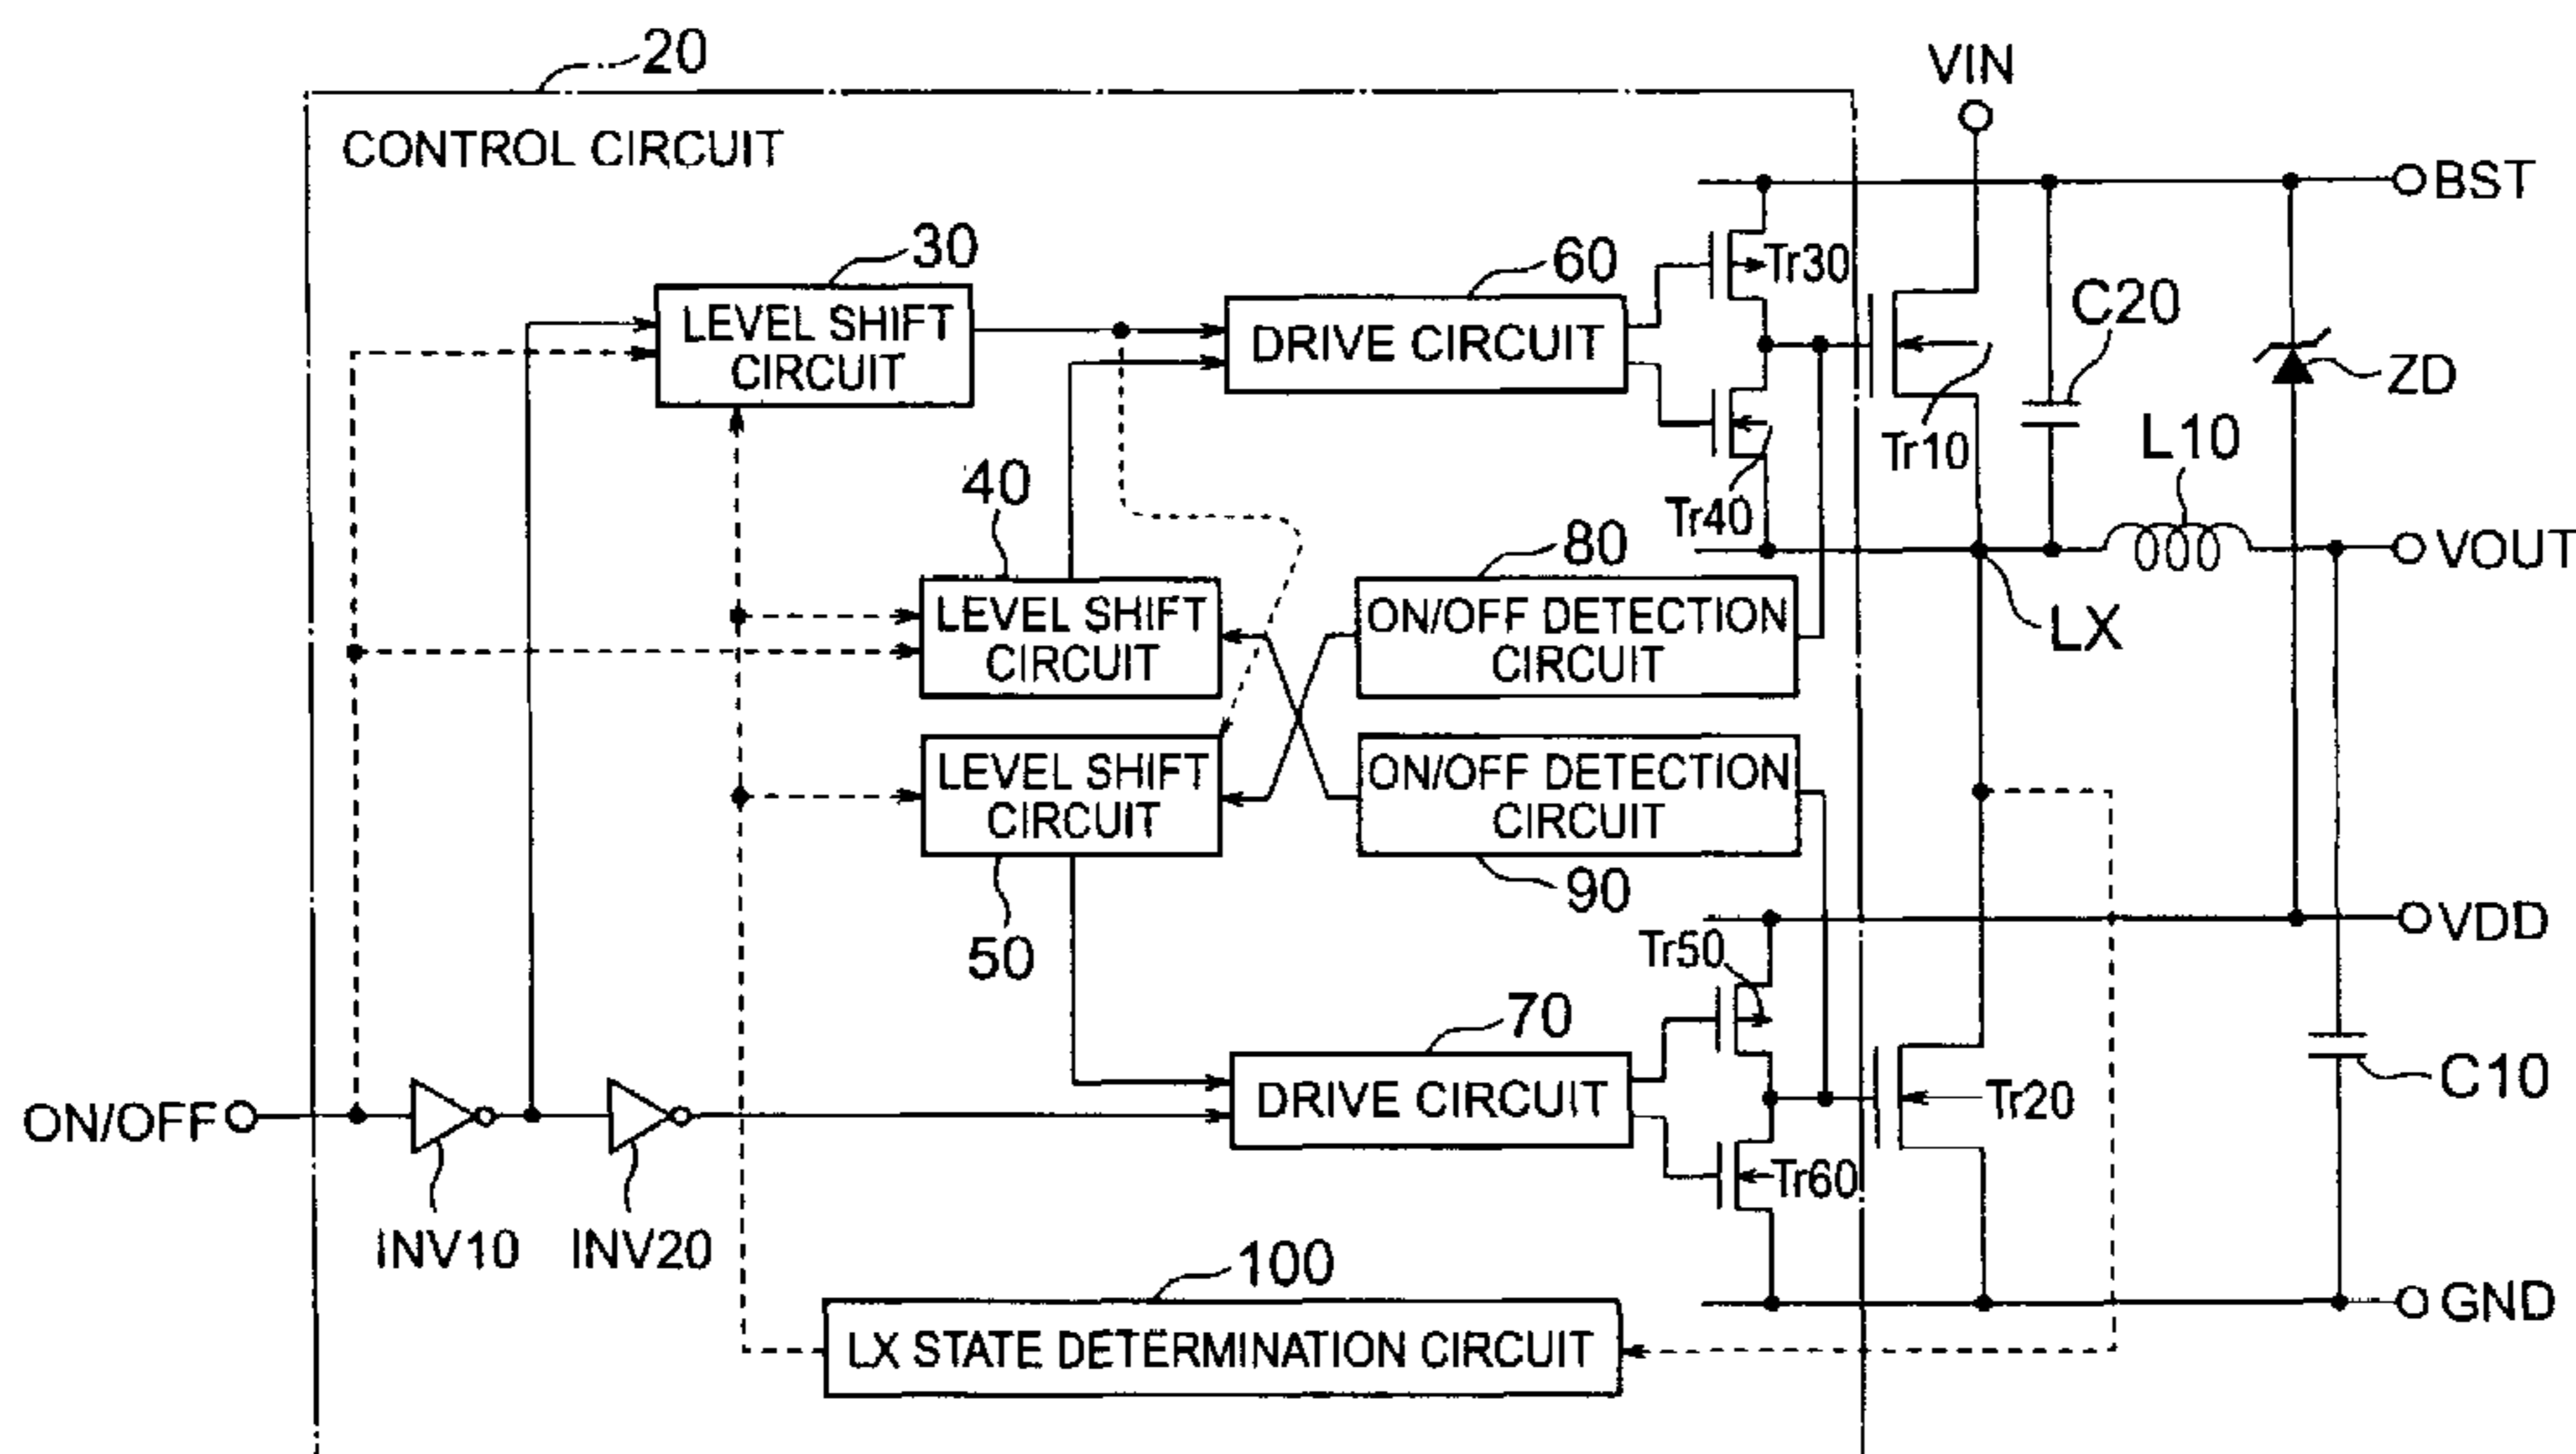 20
VIN
CONTROL CIRCUIT
BST
30
60
Tr30
C20
LEVEL SHIFT
CIRCUIT
DRIVE CIRCUIT
ZD
Tr10
L10
40
Tr40
80
VOUT
LEVEL SHIFT
CIRCUIT
ON/OFF DETECTION
CIRCUIT
LX
LEVEL SHIFT
CIRCUIT
ON/OFF DETECTION
CIRCUIT
50
90
VDD
Tr50
70
C10
ON/OFF
DRIVE CIRCUIT
Tr20
Tr60
INV10
INV20
100
GND
LX STATE DETERMINATION CIRCUIT